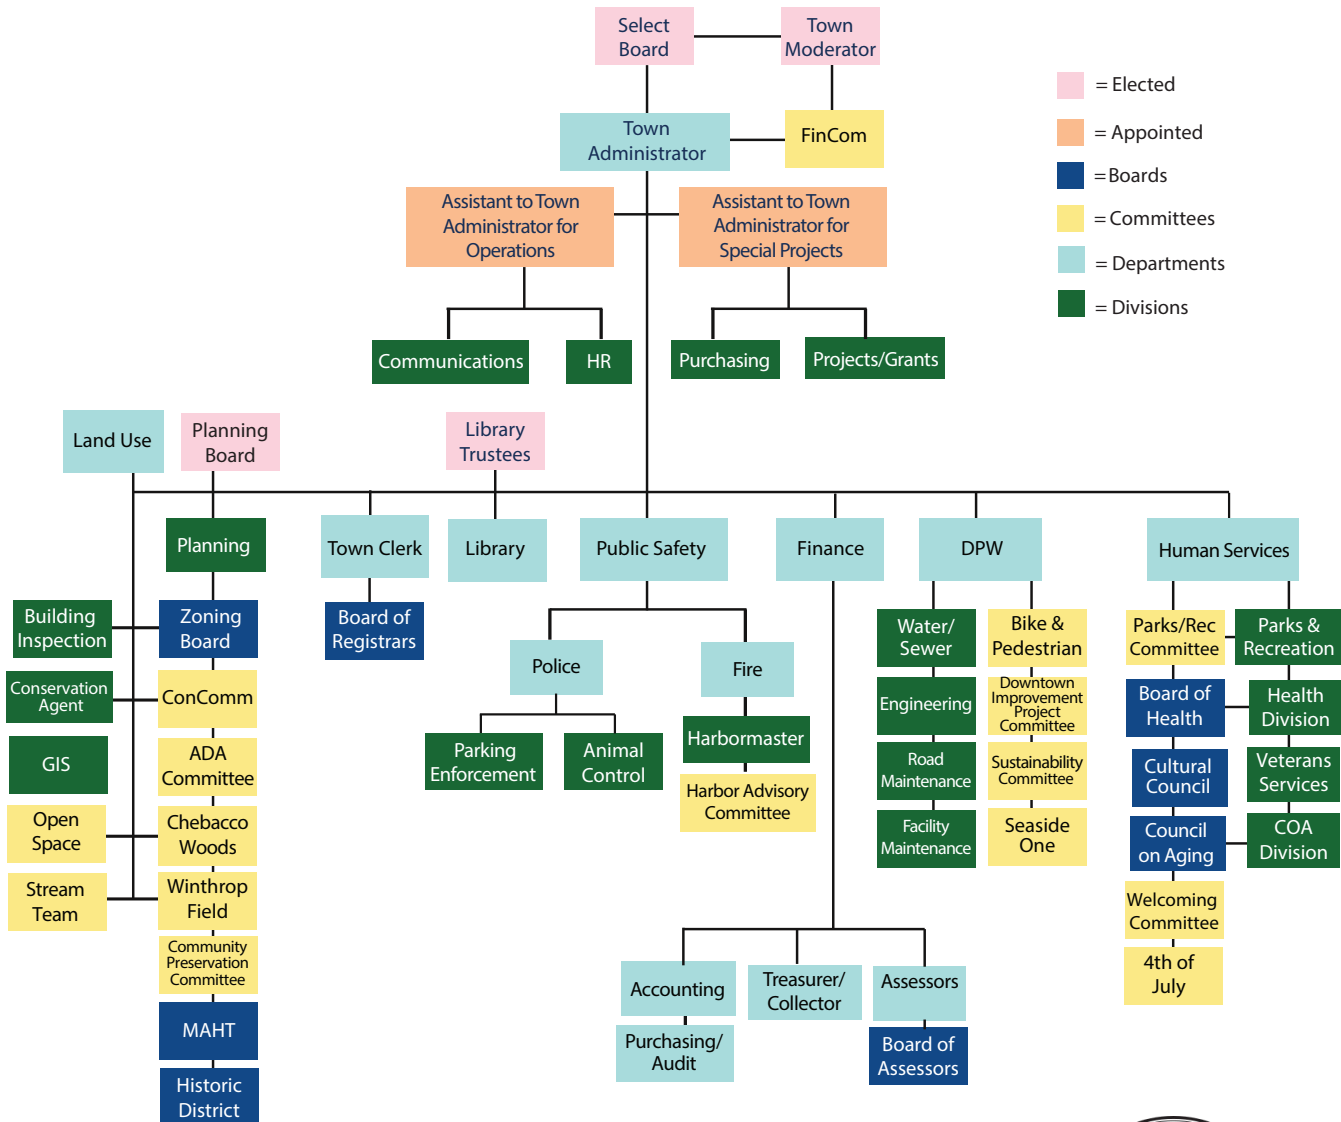 Select
Board
Town
Moderator
= Elected
= Appointed
= Boards
= Committees
= Departments
= Divisions
Town
Administrator
FinCom
Assistant to Town
Administrator for
Operations
Assistant to Town
Administrator for
Special Projects
Communications
HR
Purchasing
Projects/Grants
Land Use
Planning
Board
Library
Trustees
Planning
Town Clerk
Library
Public Safety
Finance
DPW
Human Services
Building
Inspection
Zoning
Board
Conservation
Agent
ConComm
GIS
ADA
Committee
Open
Space
Chebacco
Woods
Stream
Team
Winthrop
Field
Community
Preservation
Committee
MAHT
Historic
District
Board of
Registrars
Police
Fire
Parking
Enforcement
Animal
Control
Harbormaster
Harbor Advisory
Committee
Accounting
Purchasing/
Audit
Treasurer/
Collector
Assessors
Board of
Assessors
Water/
Sewer
Engineering
Road
Maintenance
Facility
Maintenance
Bike &
Pedestrian
Downtown
Improvement
Project
Committee
Sustainability
Committee
Seaside
One
Parks/Rec
Committee
Parks &
Recreation
Board of
Health
Health
Division
Cultural
Council
Veterans
Services
Council
on Aging
COA
Division
Welcoming
Committee
4th of
July